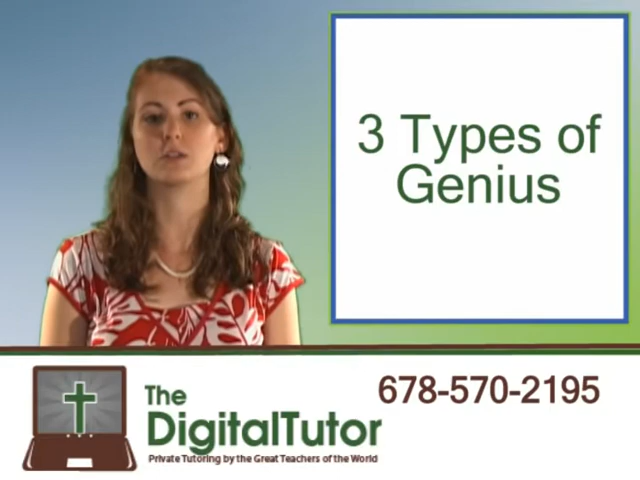 3 Types of
Genius
678-570-2195
The
DigitalTutor
Private Tutoring by the Great Teachers of the World